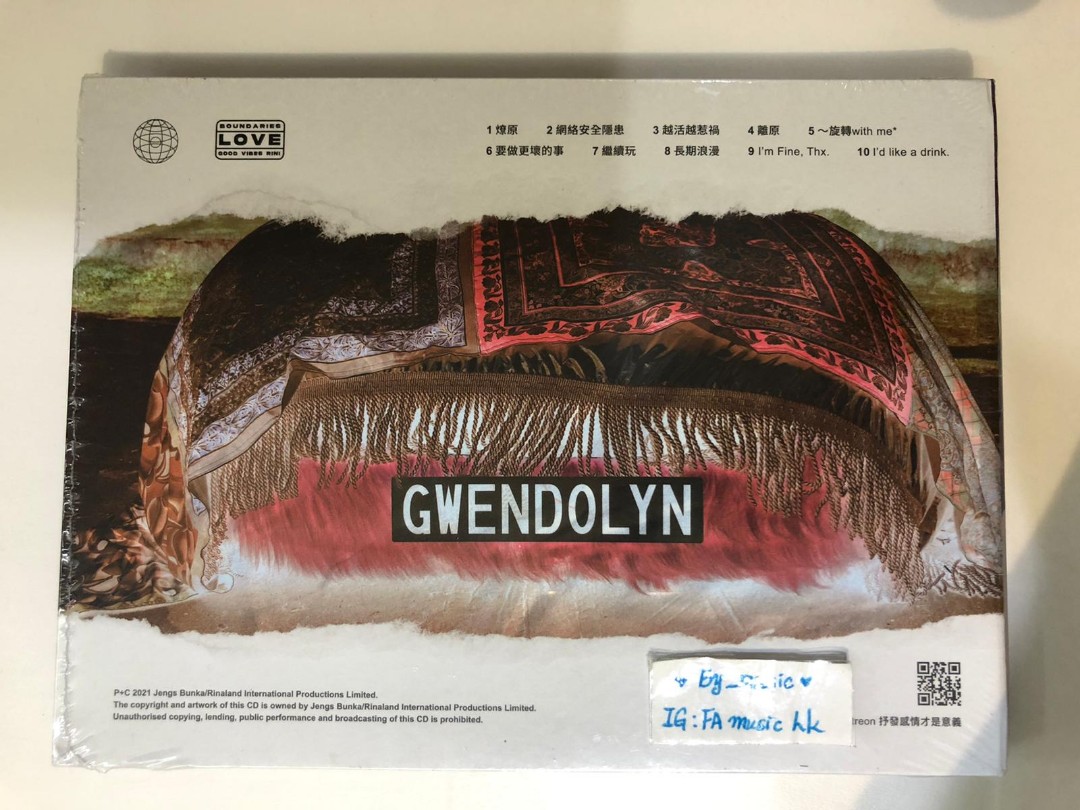 BOUNDARIES
LOVE
GOOD VIBES RINI
1 燎原 2 網絡安全隱患 3 越活越惹禍 4 離原 5 ～旋轉with me*
6 要做更壞的事 7 繼續玩 8 長期浪漫 9 I'm Fine, Thx. 10 I'd like a drink.
GWENDOLYN
P+C 2021 Jengs Bunka/Rinaland International Productions Limited.
The copyright and artwork of this CD is owned by Jengs Bunka/Rinaland International Productions Limited.
Unauthorised copying, lending, public performance and broadcasting of this CD is prohibited.
IG: FA music hk
抒發感情才是意義